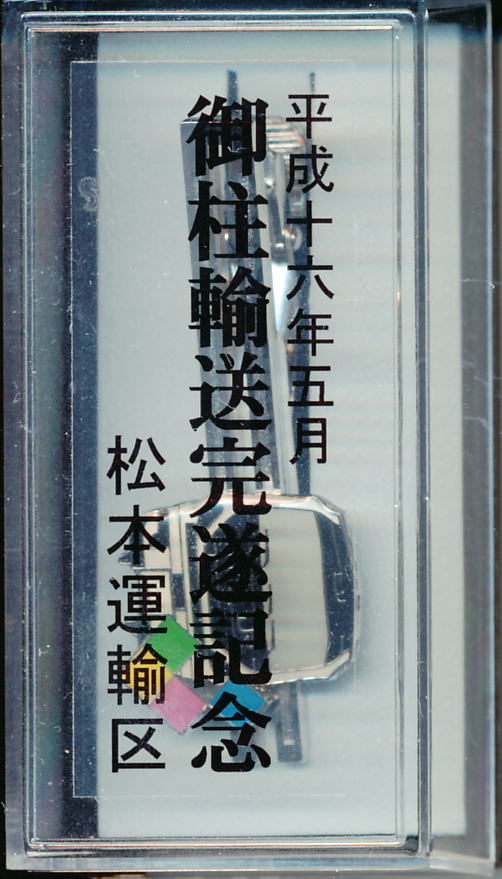 平成十六年五月
御柱輸送完遂記念
松本運輸区